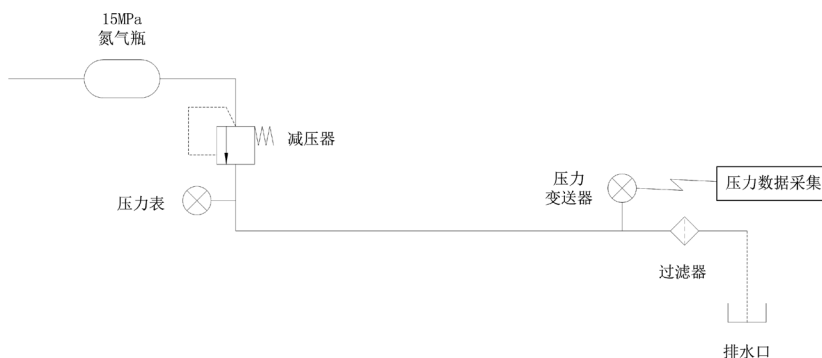 15MPa
氮气瓶
减压器
压力表
压力
变送器
压力数据采集
过滤器
排水口